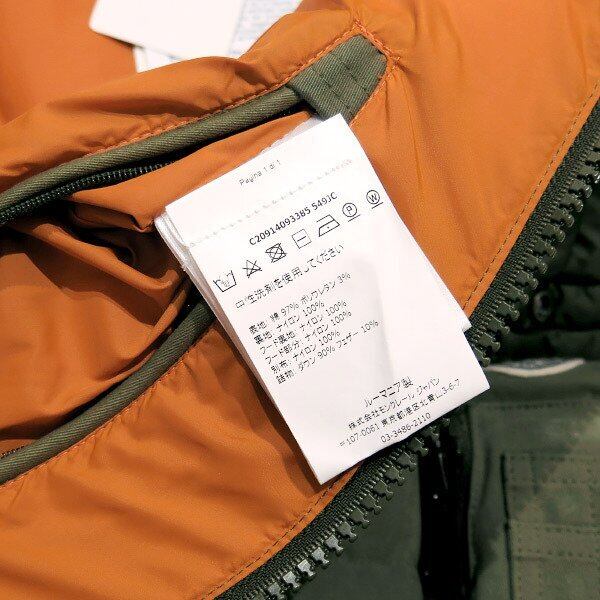 Pagina 1 di 1
C20914093385 549JC
中性洗剤を使用してください
表地: 綿 97% ポリウレタン 3%
裏地: ナイロン 100%
フード裏地: ナイロン 100%
フード部分: ナイロン 100%
別布: ナイロン 100%
詰物: ダウン 90% フェザー 10%
ルーマニア製
株式会社モンクレール ジャパン
〒107-0061 東京都港区北青山3-6-7
03-3486-2110